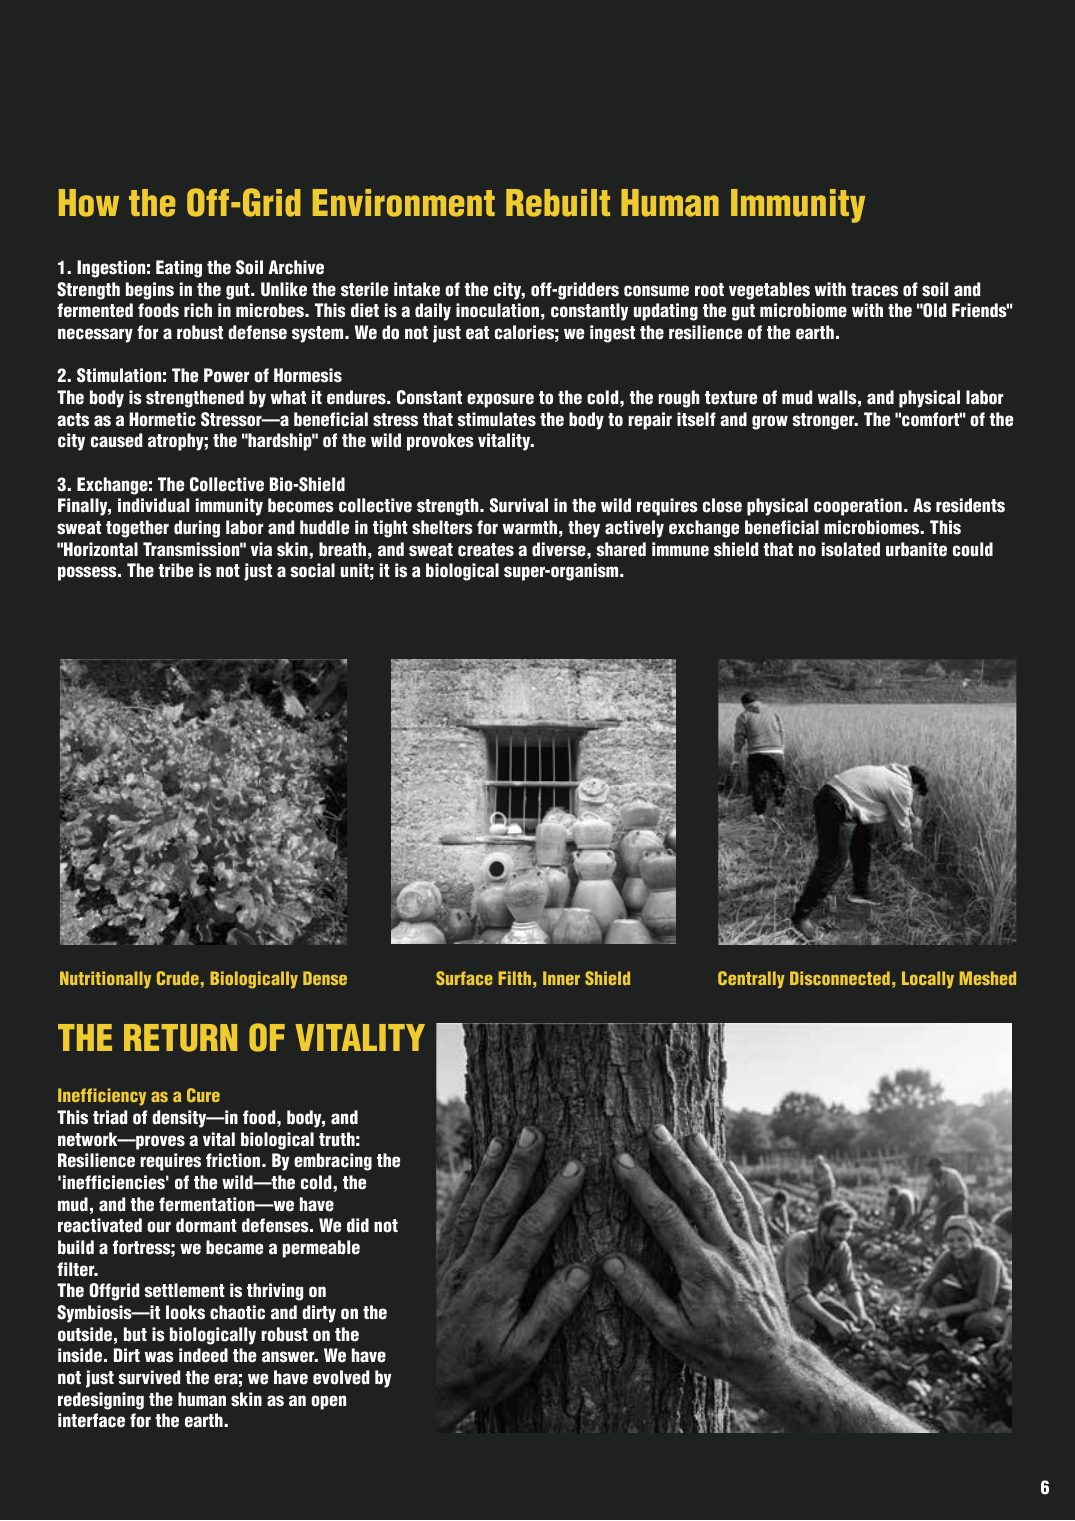 How the Off-Grid Environment Rebuilt Human Immunity
1. Ingestion: Eating the Soil Archive
Strength begins in the gut. Unlike the sterile intake of the city, off-gridders consume root vegetables with traces of soil and
fermented foods rich in microbes. This diet is a daily inoculation, constantly updating the gut microbiome with the "Old Friends"
necessary for a robust defense system. We do not just eat calories; we ingest the resilience of the earth.
2. Stimulation: The Power of Hormesis
The body is strengthened by what it endures. Constant exposure to the cold, the rough texture of mud walls, and physical labor
acts as a Hormetic Stressor—a beneficial stress that stimulates the body to repair itself and grow stronger. The "comfort" of the
city caused atrophy; the "hardship" of the wild provokes vitality.
3. Exchange: The Collective Bio-Shield
Finally, individual immunity becomes collective strength. Survival in the wild requires close physical cooperation. As residents
sweat together during labor and huddle in tight shelters for warmth, they actively exchange beneficial microbiomes. This
"Horizontal Transmission" via skin, breath, and sweat creates a diverse, shared immune shield that no isolated urbanite could
possess. The tribe is not just a social unit; it is a biological super-organism.
Nutritionally Crude, Biologically Dense
Surface Filth, Inner Shield
Centrally Disconnected, Locally Meshed
THE RETURN OF VITALITY
Inefficiency as a Cure
This triad of density—in food, body, and
network—proves a vital biological truth:
Resilience requires friction. By embracing the
'inefficiencies' of the wild—the cold, the
mud, and the fermentation—we have
reactivated our dormant defenses. We did not
build a fortress; we became a permeable
filter.
The Offgrid settlement is thriving on
Symbiosis—it looks chaotic and dirty on the
outside, but is biologically robust on the
inside. Dirt was indeed the answer. We have
not just survived the era; we have evolved by
redesigning the human skin as an open
interface for the earth.
6